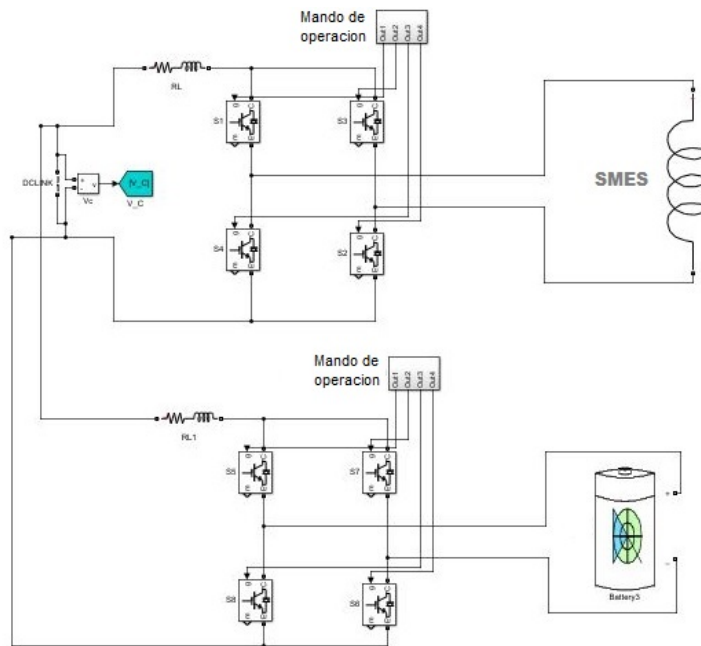 Mando de
operacion
Out1
Out2
Out3
Out4
RL
S1
g
C
m
E
S3
g
C
m
E
DCLINK
+
-
v
Vc
[V_C]
V_C
SMES
S4
g
C
m
E
S2
g
C
m
E
Mando de
operacion
Out1
Out2
Out3
Out4
RL1
S5
g
C
m
E
S7
g
C
m
E
+
-
Battery3
S8
g
C
m
E
S6
g
C
m
E